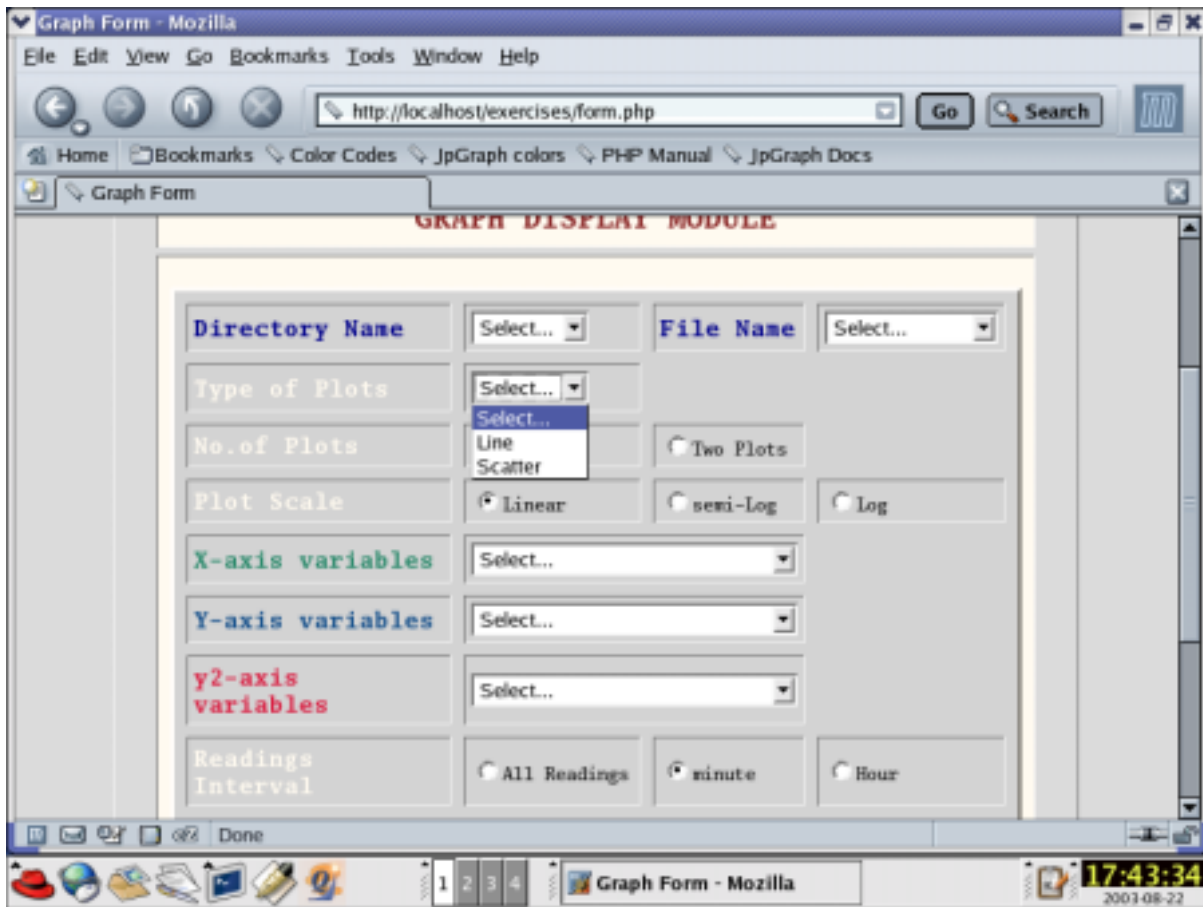 Graph Form - Mozilla
File Edit View Go Bookmarks Tools Window Help
http://localhost/exercises/form.php Go Search
Home Bookmarks Color Codes JpGraph colors PHP Manual JpGraph Docs
Graph Form
GRAPH DISPLAY MODULE
Directory Name Select... File Name Select...
Type of Plots Select...
Select...
Line
Scatter
No.of Plots Two Plots
Plot Scale Linear semi-Log Log
X-axis variables Select...
Y-axis variables Select...
y2-axis variables Select...
Readings Interval All Readings minute Hour
Done
1 2 3 4 Graph Form - Mozilla 17:43:34
2003-08-22